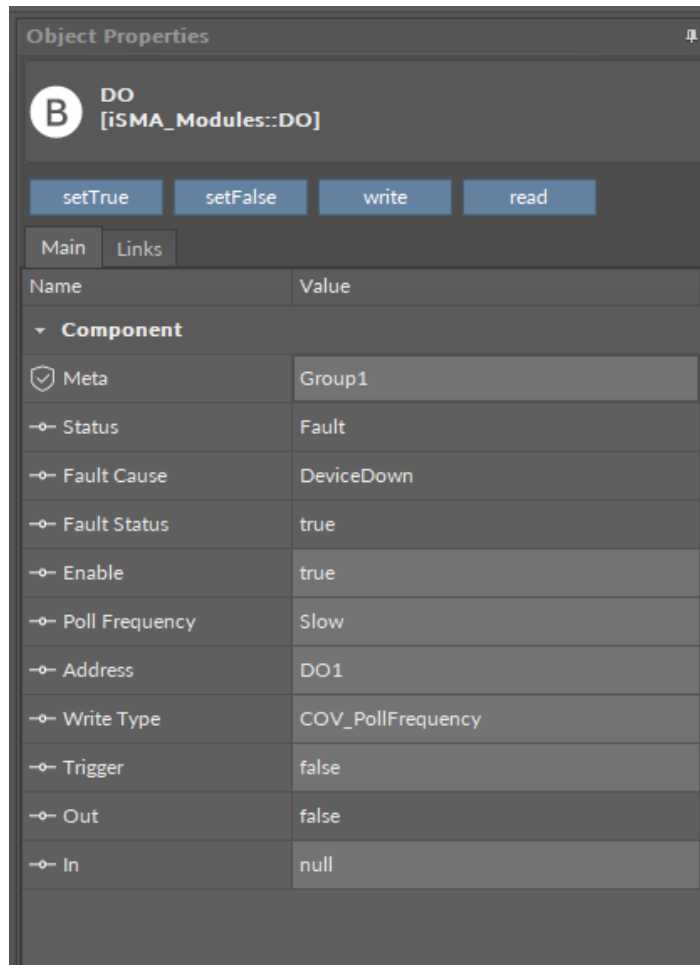 Object Properties
B
DO
[iSMA_Modules::DO]
setTrue setFalse write read
Main Links
Name Value
Component
Meta Group1
Status Fault
Fault Cause DeviceDown
Fault Status true
Enable true
Poll Frequency Slow
Address DO1
Write Type COV_PollFrequency
Trigger false
Out false
In null